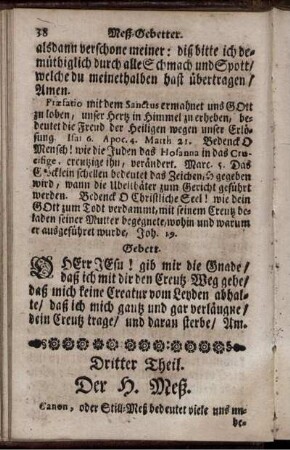 38 Meß-Gebetter.
alsdann verschone meiner: diß bitte ich de-
müthiglich durch alle Schmach und Spott/
welche du meinethalben hast übertragen/
Amen.
Præfatio mit dem Sanctus ermahnet uns GOtt
zu loben, unser Hertz in Himmel zu erheben, be-
deutet die Freud der Heiligen wegen unser Erlö-
sung. Isai 6. Apoc. 4. Matth 21. Bedenck O
Mensch! wie die Juden das Hosanna in das Cru-
cifige, creutzige ihn, verändert. Marc. 5. Das
Glöcklein schellen bedeutet das Zeichen, so gegeben
wird, wann die Ubelthäter zum Gericht geführt
werden. Bedenck O Christliche Seel! wie dein
GOtt zum Todt verdammt, mit seinem Creutz be-
laden seiner Mutter begegnete, wohin und warum
er ausgeführet wurde, Joh. 19.
Gebett.
O HErr JEsu! gib mir die Gnade/
daß ich mit dir den Creutz-Weg gehe/
daß mich keine Creatur vom Leyden abhal-
te/ daß ich mich gantz und gar verläugne/
dein Creutz trage/ und daran sterbe/ Am.
Dritter Theil.
Der H. Meß.
Canon, oder Still-Meß bedeutet viele uns un-
be-